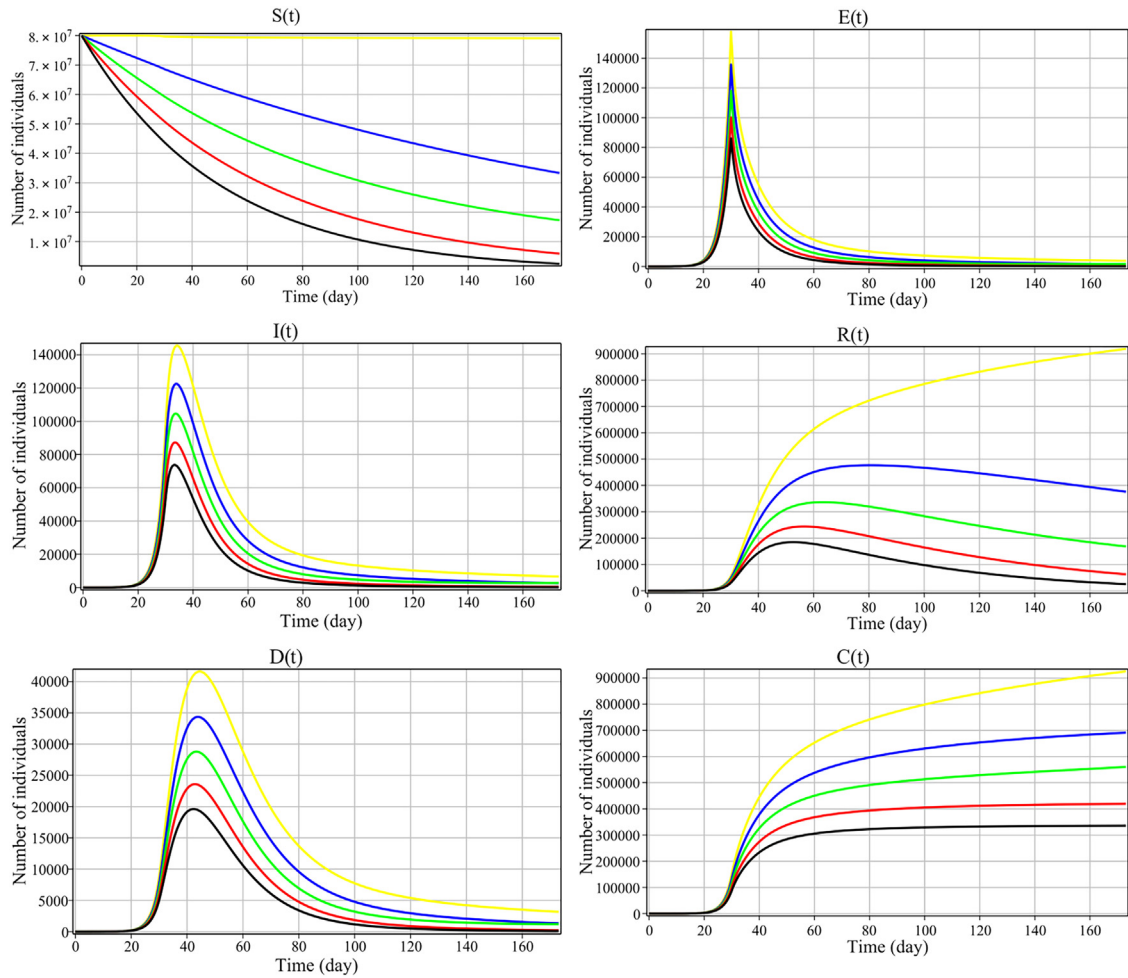 S(t)
Number of individuals
8. × 10⁷
7. × 10⁷
6. × 10⁷
5. × 10⁷
4. × 10⁷
3. × 10⁷
2. × 10⁷
1. × 10⁷
0 20 40 60 80 100 120 140 160
Time (day)
E(t)
Number of individuals
140000
120000
100000
80000
60000
40000
20000
0
0 20 40 60 80 100 120 140 160
Time (day)
I(t)
Number of individuals
140000
120000
100000
80000
60000
40000
20000
0
0 20 40 60 80 100 120 140 160
Time (day)
R(t)
Number of individuals
900000
800000
700000
600000
500000
400000
300000
200000
100000
0
0 20 40 60 80 100 120 140 160
Time (day)
D(t)
Number of individuals
40000
35000
30000
25000
20000
15000
10000
5000
0
0 20 40 60 80 100 120 140 160
Time (day)
C(t)
Number of individuals
900000
800000
700000
600000
500000
400000
300000
200000
100000
0
0 20 40 60 80 100 120 140 160
Time (day)